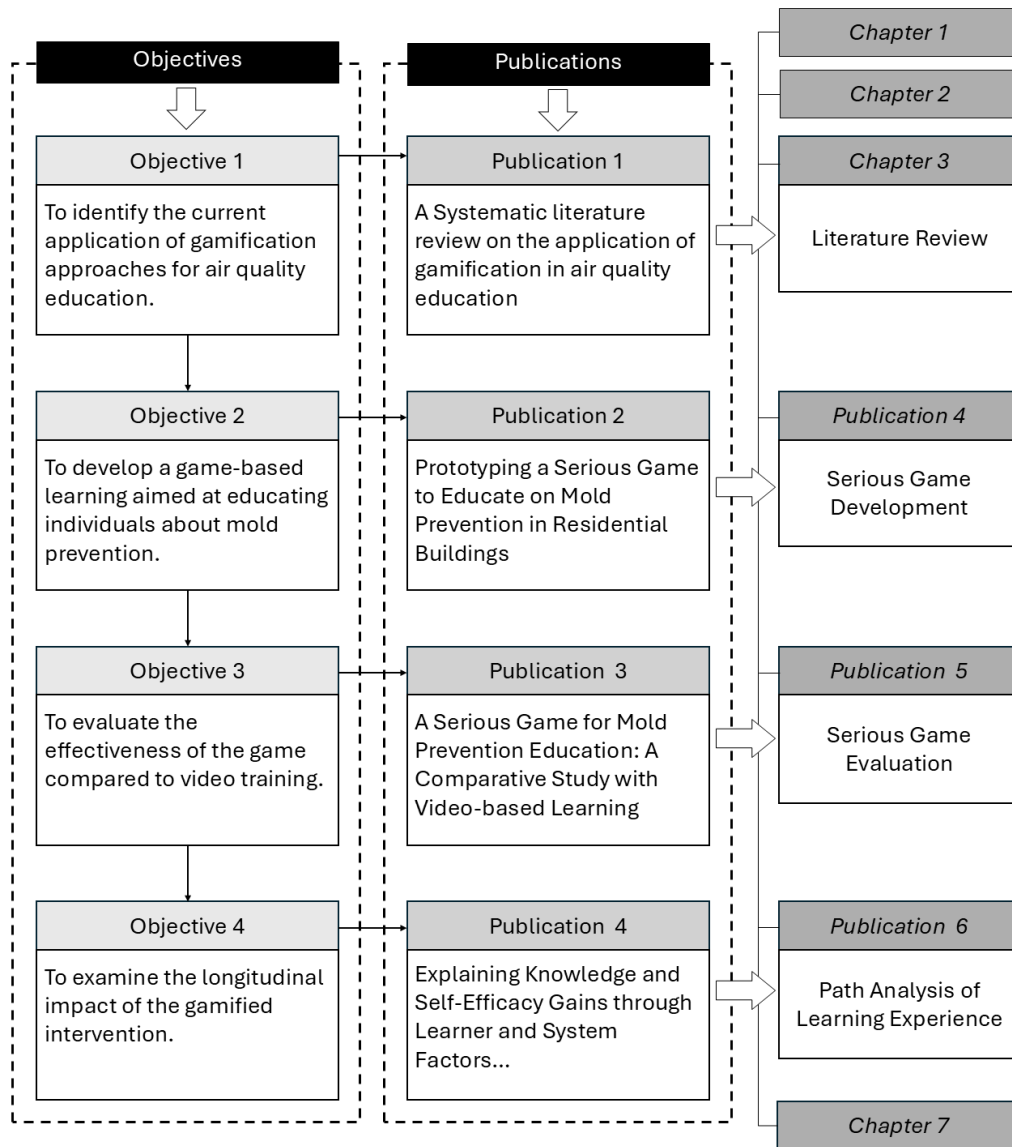 Objectives
Objective 1
To identify the current
application of gamification
approaches for air quality
education.
Objective 2
To develop a game-based
learning aimed at educating
individuals about mold
prevention.
Objective 3
To evaluate the
effectiveness of the game
compared to video training.
Objective 4
To examine the longitudinal
impact of the gamified
intervention.
Publications
Publication 1
A Systematic literature
review on the application of
gamification in air quality
education
Publication 2
Prototyping a Serious Game
to Educate on Mold
Prevention in Residential
Buildings
Publication 3
A Serious Game for Mold
Prevention Education: A
Comparative Study with
Video-based Learning
Publication 4
Explaining Knowledge and
Self-Efficacy Gains through
Learner and System
Factors...
Chapter 1
Chapter 2
Chapter 3
Literature Review
Publication 4
Serious Game
Development
Publication 5
Serious Game
Evaluation
Publication 6
Path Analysis of
Learning Experience
Chapter 7